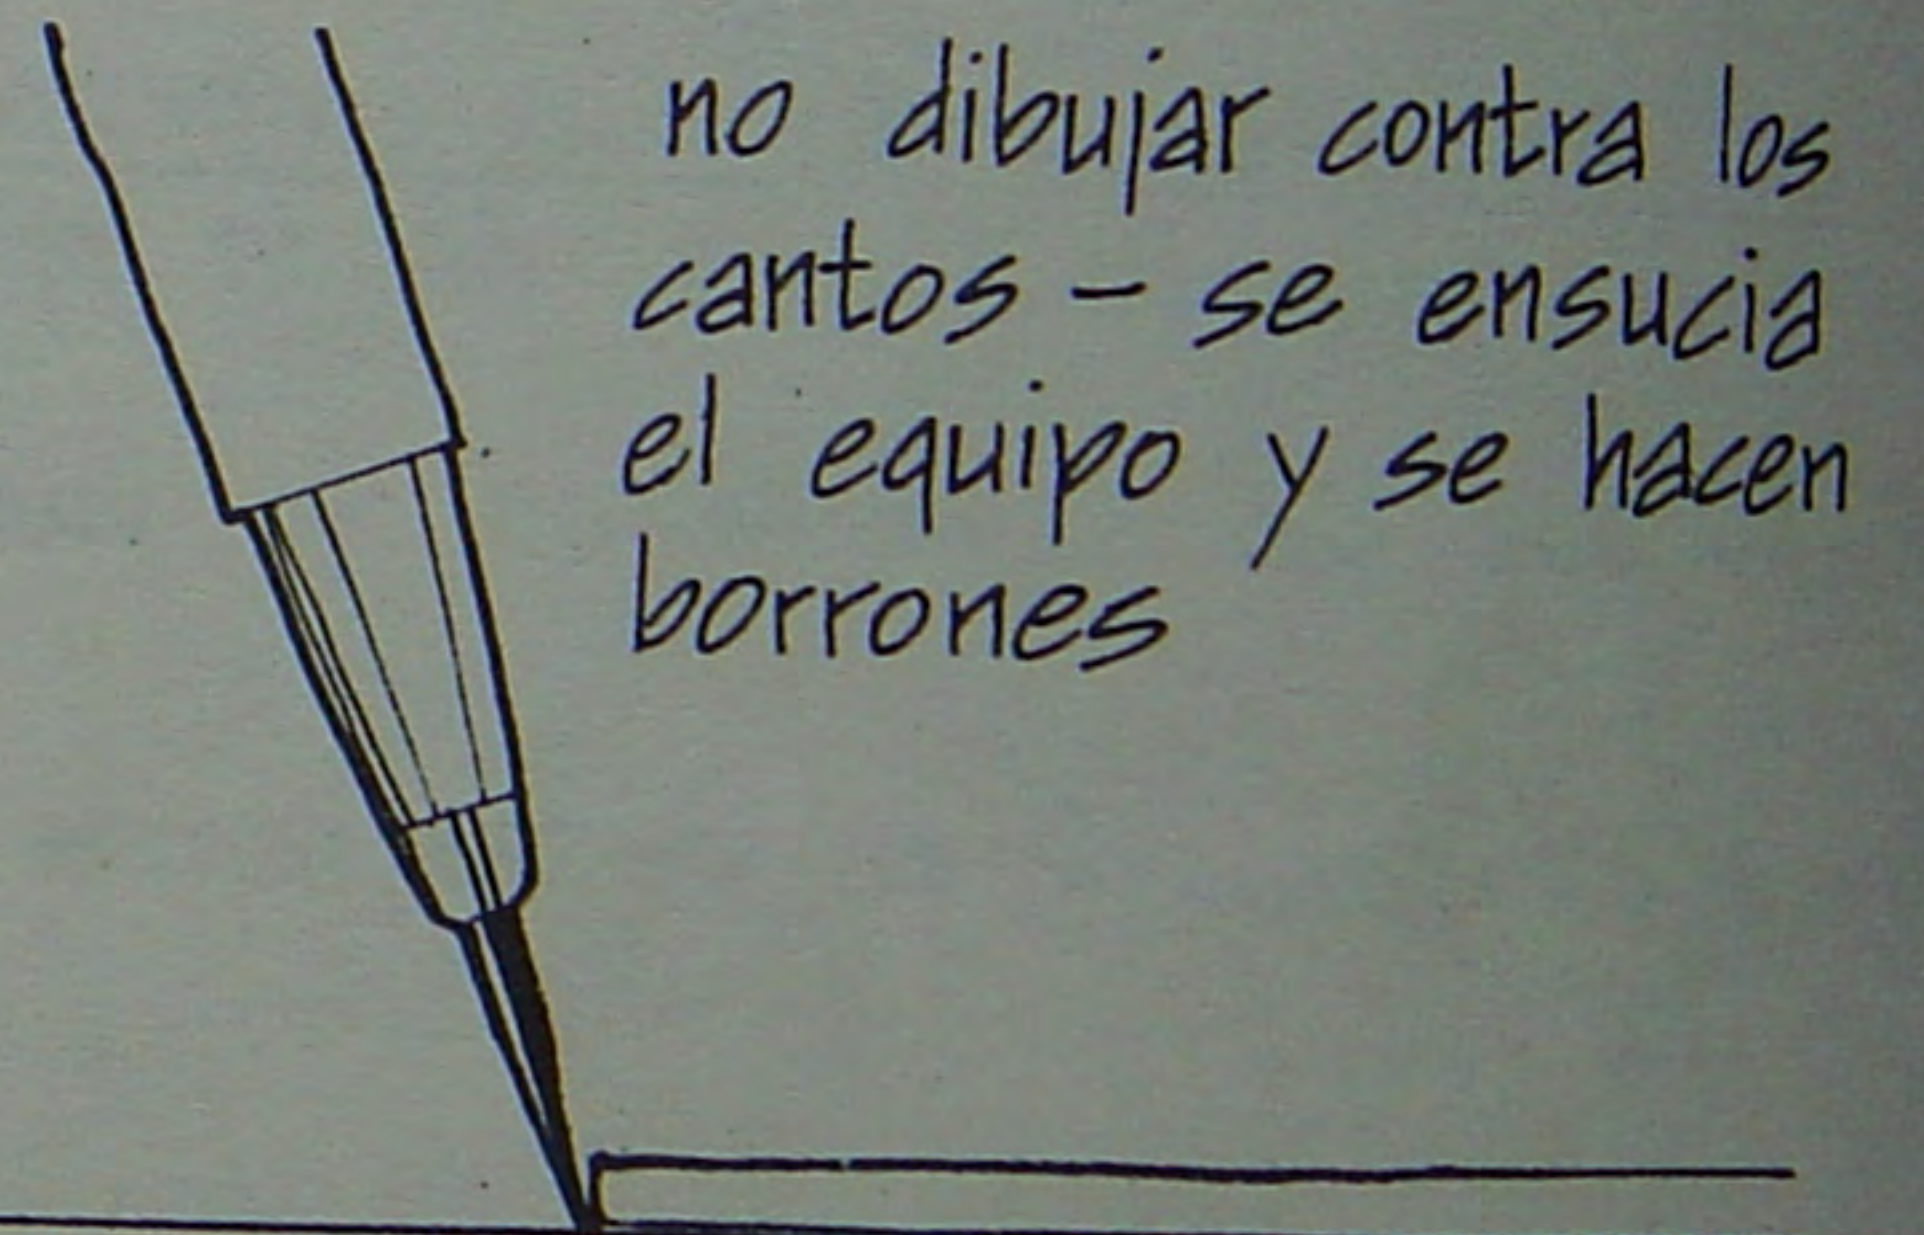 no dibujar contra los
cantos – se ensucia
el equipo y se hacen
borrones